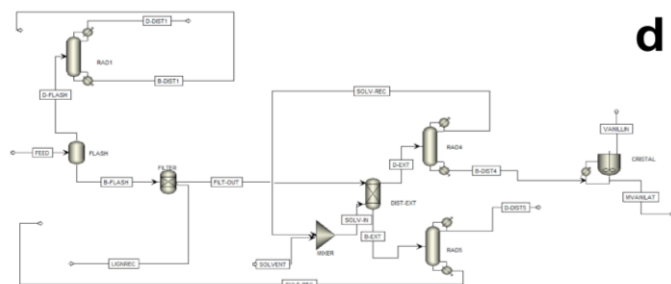 d
D-DIST1
RAD1
B-DIST1
D-FLASH
SOLV-REC
VANILLIN
FEED
FLASH
RAD4
D-EXT
CRISTAL
FILTER
B-FLASH
FILT-OUT
B-DIST4
MVANILAT
DIST-EXT
SOLV-IN
D-DIST5
MIXER
B-EXT
RAD5
LIGNREC
SOLVENT